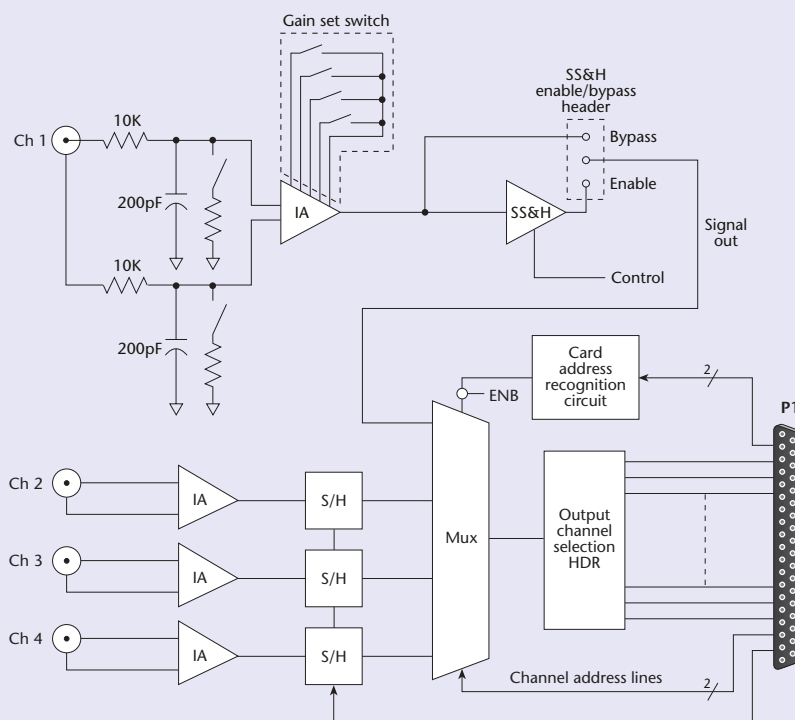 Gain set switch
SS&H
enable/bypass
header
Ch 1
10K
Bypass
200pF
IA
SS&H
Enable
Signal
out
10K
Control
200pF
Card
address
recognition
circuit
2
ENB
P1
Ch 2
IA
S/H
Mux
Output
channel
selection
HDR
Ch 3
IA
S/H
Ch 4
IA
S/H
Channel address lines
2